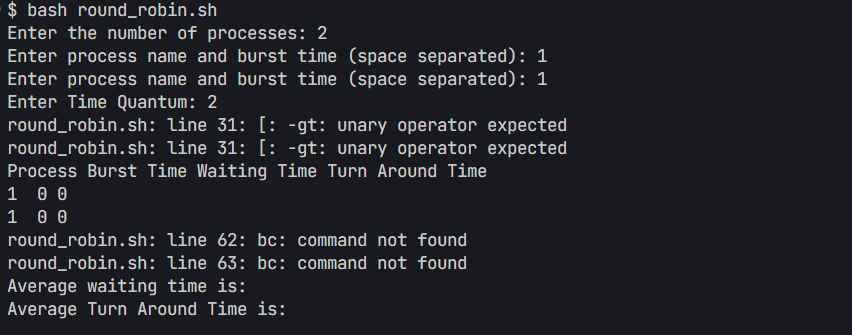 $ bash round_robin.sh
Enter the number of processes: 2
Enter process name and burst time (space separated): 1
Enter process name and burst time (space separated): 1
Enter Time Quantum: 2
round_robin.sh: line 31: [: -gt: unary operator expected
round_robin.sh: line 31: [: -gt: unary operator expected
Process Burst Time Waiting Time Turn Around Time
1  0 0
1  0 0
round_robin.sh: line 62: bc: command not found
round_robin.sh: line 63: bc: command not found
Average waiting time is:
Average Turn Around Time is: